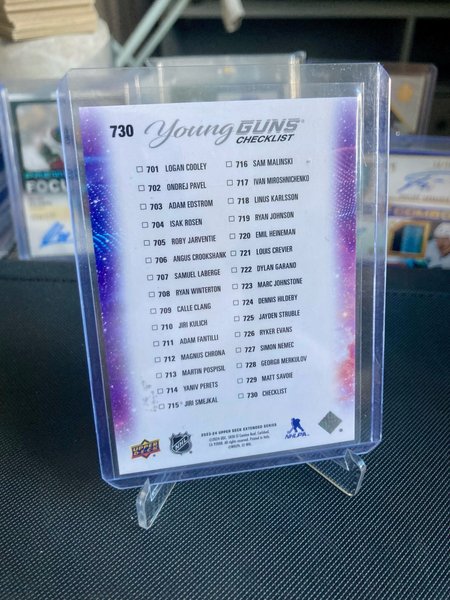 730 Young GUNS
CHECKLIST
701 LOGAN COOLEY
702 ONDREJ PAVEL
703 ADAM EDSTROM
704 ISAK ROSEN
705 ROBY JARVENTIE
706 ANGUS CROOKSHANK
707 SAMUEL LABERGE
708 RYAN WINTERTON
709 CALLE CLANG
710 JIRI KULICH
711 ADAM FANTILLI
712 MAGNUS CHRONA
713 MARTIN POSPISIL
714 YANIV PERETS
715 JIRI SMEJKAL
716 SAM MALINSKI
717 IVAN MIROSHNICHENKO
718 LINUS KARLSSON
719 RYAN JOHNSON
720 EMIL HEINEMAN
721 LOUIS CREVIER
722 DYLAN GARAND
723 MARC JOHNSTONE
724 DENNIS HILDEBY
725 JAYDEN STRUBLE
726 RYKER EVANS
727 SIMON NEMEC
728 GEORGII MERKULOV
729 MATT SAVOIE
730 CHECKLIST
2023-24 UPPER DECK EXTENDED SERIES
UPPER DECK
NHL
NHLPA